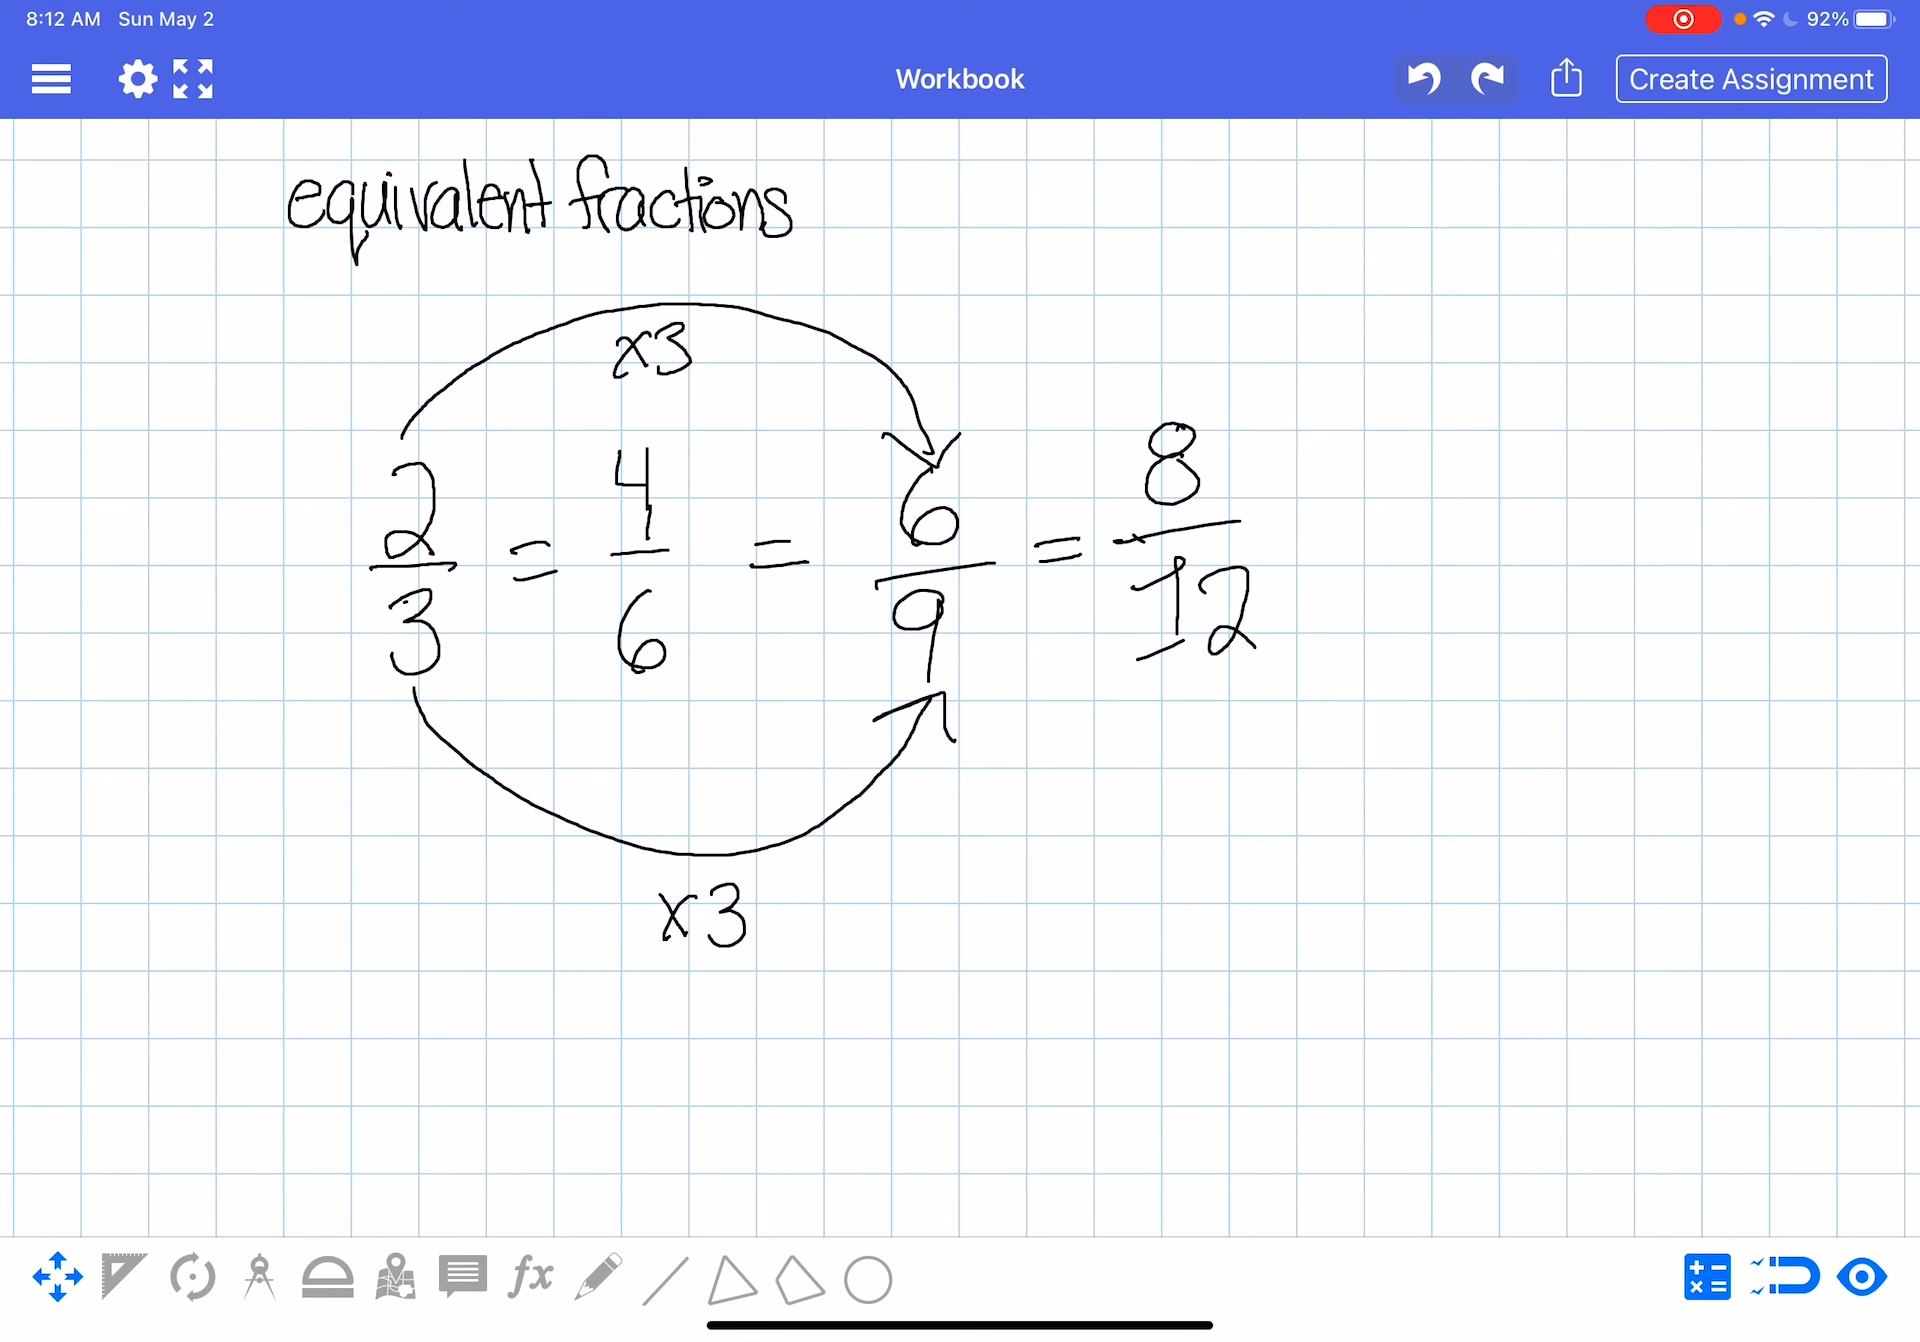 8:12 AM Sun May 2
92%
Workbook
Create Assignment
equivalent fractions
x3
2/3 = 4/6 = 6/9 = 8/12
x3
fx